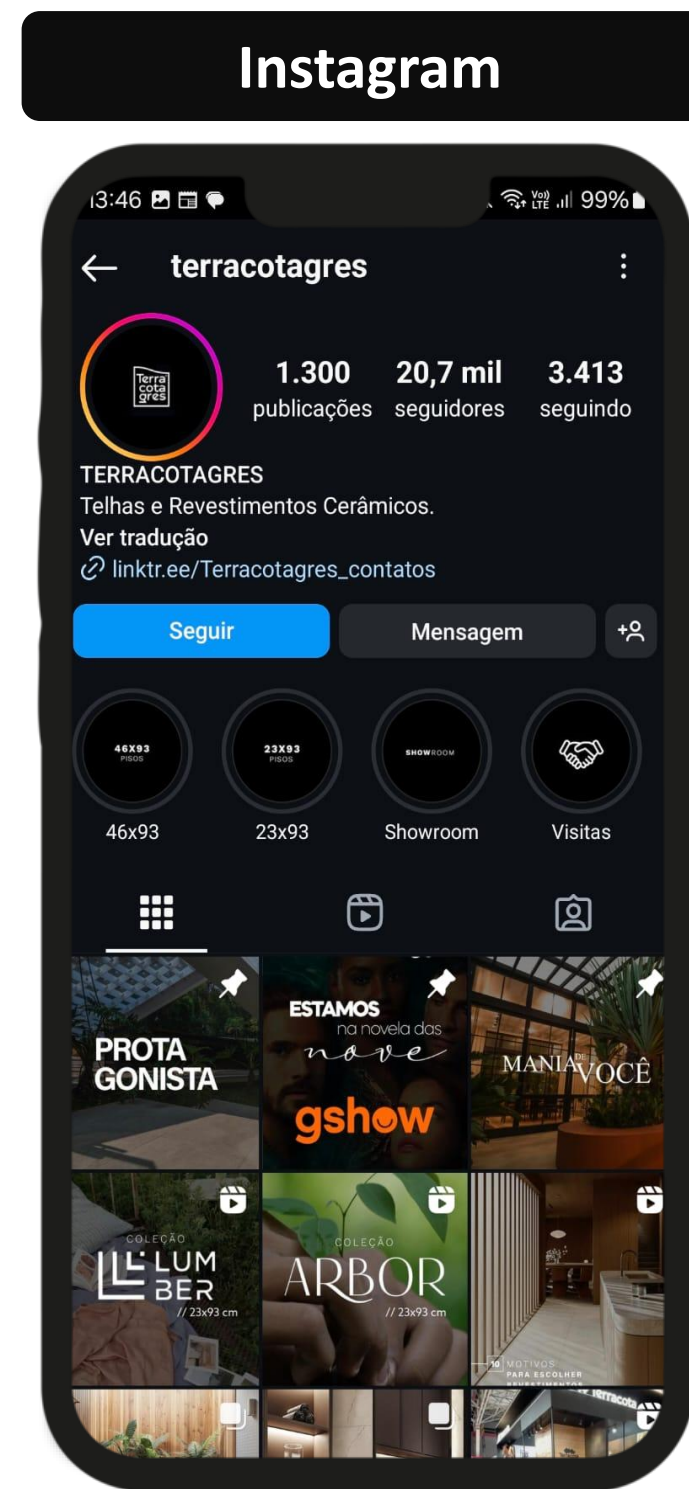 Instagram
13:46
Vo)) LTE
99%
terracotagres
Terra
cota
gres
1.300
20,7 mil
3.413
publicações
seguidores
seguindo
TERRACOTAGRES
Telhas e Revestimentos Cerâmicos.
Ver tradução
linktr.ee/Terracotagres_contatos
Seguir
Mensagem
46X93
PISOS
23X93
PISOS
SHOWROOM
46x93
23x93
Showroom
Visitas
PROTA
GONISTA
ESTAMOS
na novela das
nove
gshow
MANIA DE VOCÊ
COLEÇÃO
LUM
BER
// 23x93 cm
COLEÇÃO
ARBOR
// 23x93 cm
10 MOTIVOS
PARA ESCOLHER
REVESTIMENTOS
Terracota